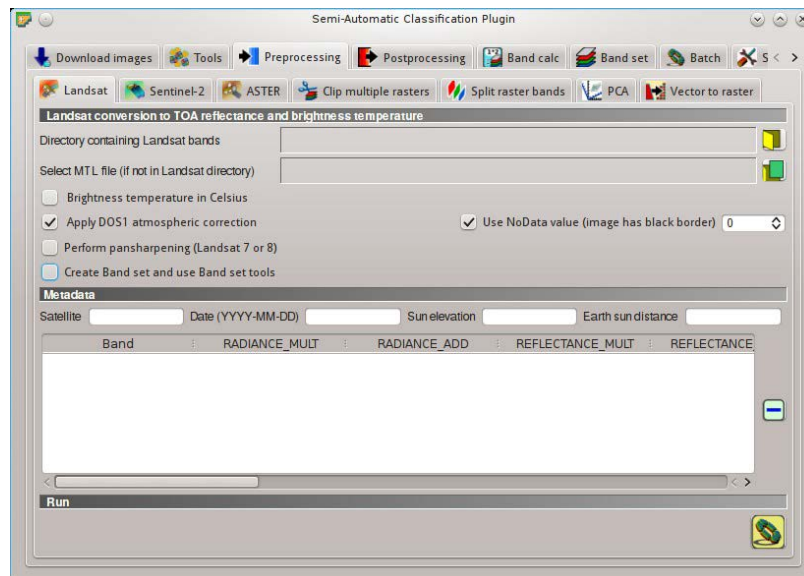 Semi-Automatic Classification Plugin
Download images Tools Preprocessing Postprocessing Band calc Band set Batch S
Landsat Sentinel-2 ASTER Clip multiple rasters Split raster bands PCA Vector to raster
Landsat conversion to TOA reflectance and brightness temperature
Directory containing Landsat bands
Select MTL file (if not in Landsat directory)
Brightness temperature in Celsius
Apply DOS1 atmospheric correction Use NoData value (image has black border) 0
Perform pansharpening (Landsat 7 or 8)
Create Band set and use Band set tools
Metadata
Satellite Date (YYYY-MM-DD) Sun elevation Earth sun distance
Band RADIANCE_MULT RADIANCE_ADD REFLECTANCE_MULT REFLECTANCE_
Run